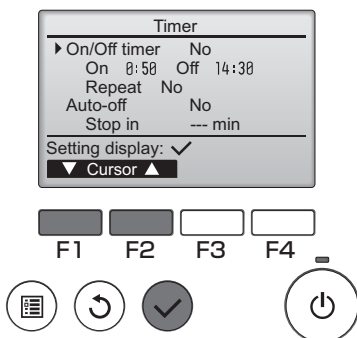 Timer
▶ On/Off timer No
On 0:50 Off 14:30
Repeat No
Auto-off No
Stop in --- min
Setting display: ✓
▼ Cursor ▲
F1 F2 F3 F4